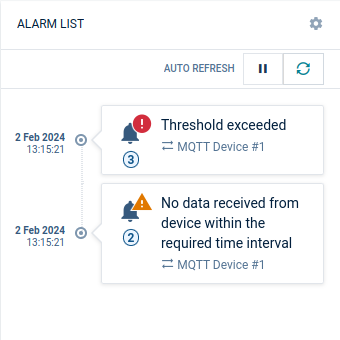 ALARM LIST
AUTO REFRESH
2 Feb 2024
13:15:21
Threshold exceeded
3
MQTT Device #1
2 Feb 2024
13:15:21
No data received from
device within the
required time interval
2
MQTT Device #1